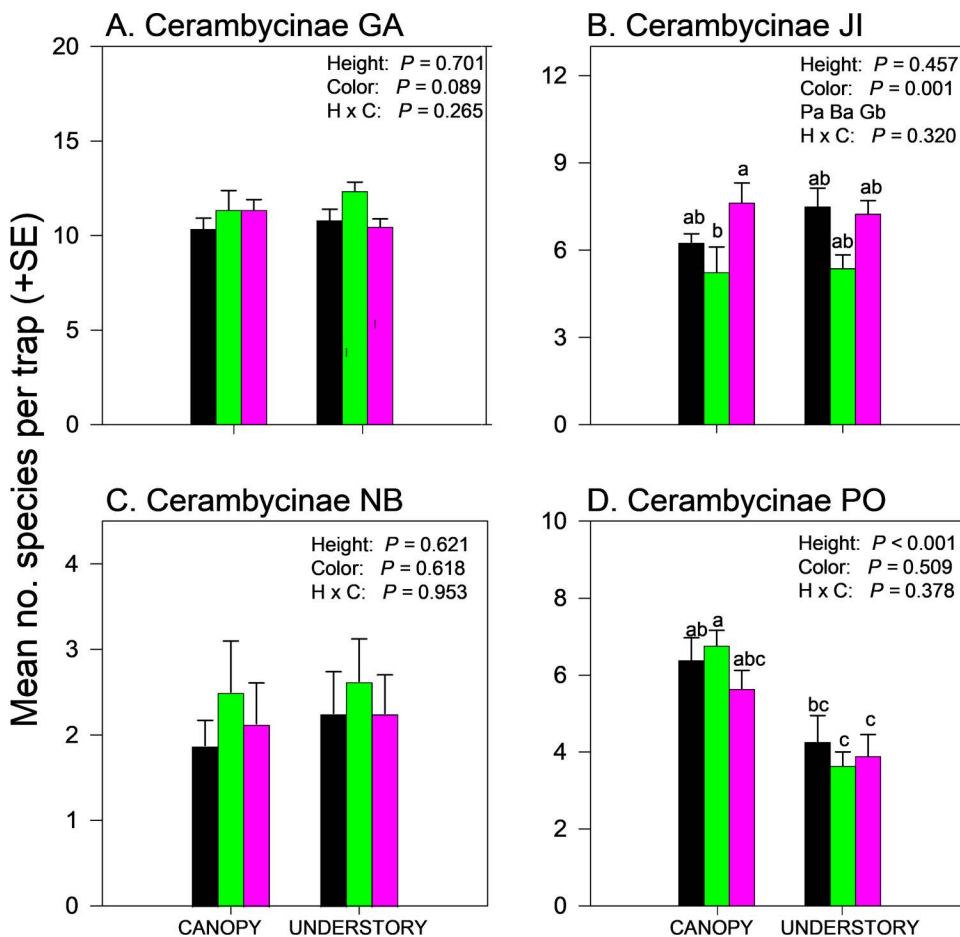 Mean no. species per trap (+SE)
A. Cerambycinae GA
20
15
10
5
0
Height: P = 0.701
Color: P = 0.089
H x C: P = 0.265
B. Cerambycinae JI
12
9
6
3
0
Height: P = 0.457
Color: P = 0.001
Pa Ba Gb
H x C: P = 0.320
ab
b
a
ab
ab
ab
C. Cerambycinae NB
4
3
2
1
0
Height: P = 0.621
Color: P = 0.618
H x C: P = 0.953
CANOPY UNDERSTORY
D. Cerambycinae PO
10
8
6
4
2
0
Height: P < 0.001
Color: P = 0.509
H x C: P = 0.378
ab
a
abc
bc
c
c
CANOPY UNDERSTORY